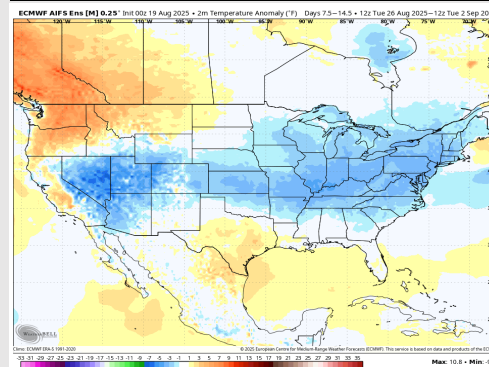 ECMWF AIFS Ens [M] 0.25° Init 00z 19 Aug 2025 • 2m Temperature Anomaly (°F) Days 7.5–14.5 • 12z Tue 26 Aug 2025–12z Tue 2 Sep 20
120°W 115°W 110°W 105°W 100°W 95°W 90°W 85°W 80°W 75°W 70°W
WeatherBELL
Climo: ECMWF ERA-5 1991-2020 © 2025 European Centre for Medium-Range Weather Forecasts (ECMWF). This service is based on data and products of the EC
-33 -31 -29 -27 -25 -23 -21 -19 -17 -15 -13 -11 -9 -7 -5 -3 -1 1 3 5 7 9 11 13 15 17 19 21 23 25 27 29 31 33 35 Max: 10.8 • Min: -9